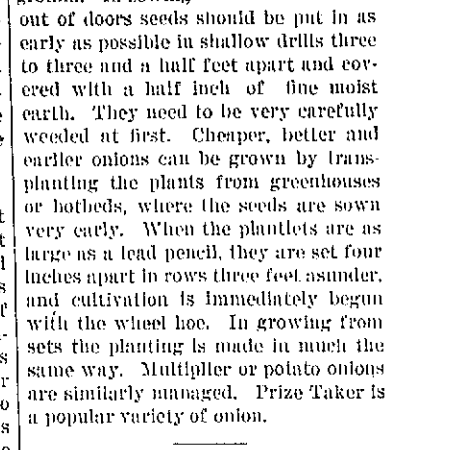 out of doors seeds should be put in as
early as possible in shallow drills three
to three and a half feet apart and cov-
ered with a half inch of fine moist
earth. They need to be very carefully
weeded at first. Cheaper, better and
earlier onions can be grown by trans-
planting the plants from greenhouses
or hotbeds, where the seeds are sown
very early. When the plantlets are as
large as a lead pencil, they are set four
inches apart in rows three feet asunder,
and cultivation is immediately begun
with the wheel hoe. In growing from
sets the planting is made in much the
same way. Multiplier or potato onions
are similarly managed. Prize Taker is
a popular variety of onion.